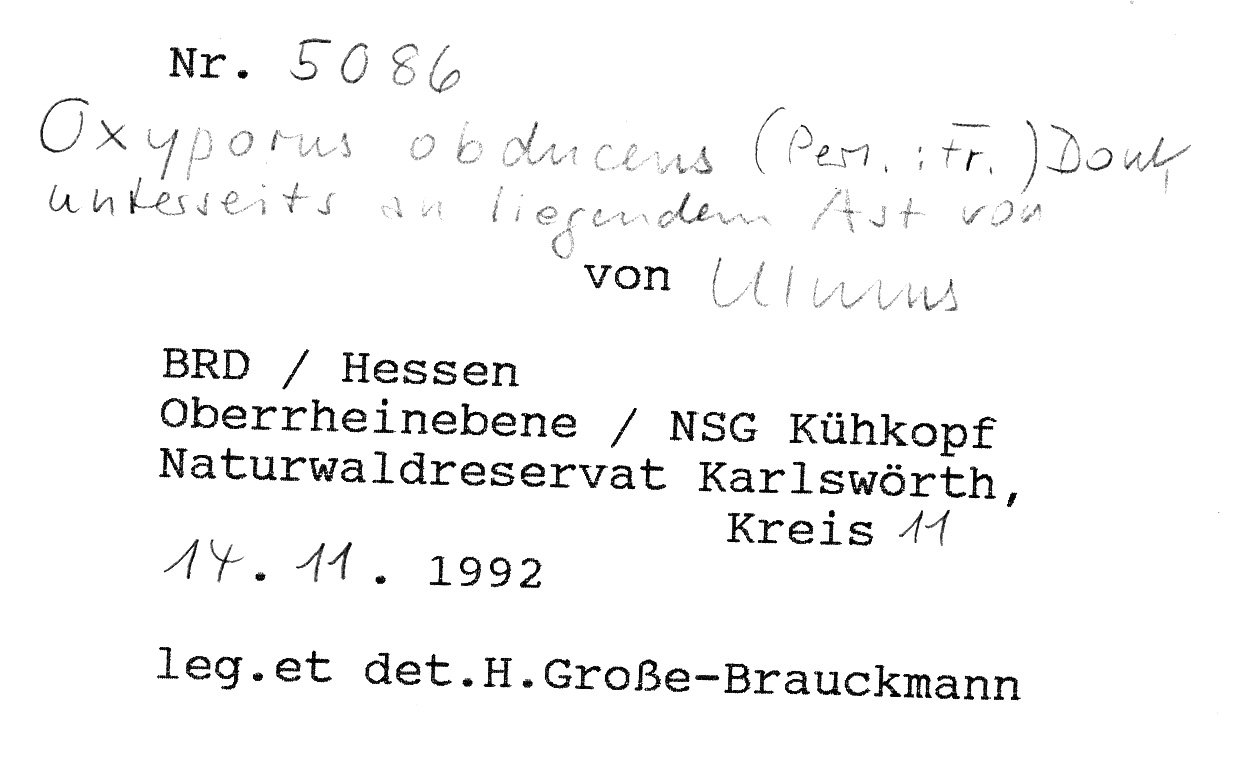 Nr. 5086
Oxyporus obducens (Pers. : Fr.) Donk
unterseits an liegendem Ast von
von Ulmus
BRD / Hessen
Oberrheinebene / NSG Kühkopf
Naturwaldreservat Karlswörth,
Kreis 11
14. 11. 1992
leg.et det.H.Große-Brauckmann